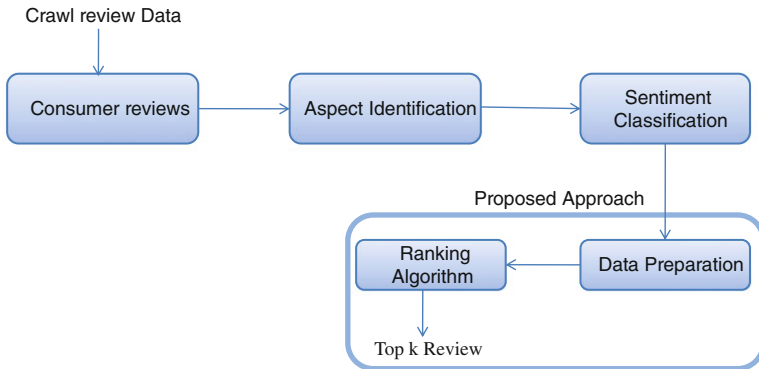 Crawl review Data
Consumer reviews
Aspect Identification
Sentiment
Classification
Proposed Approach
Ranking
Algorithm
Data Preparation
Top k Review